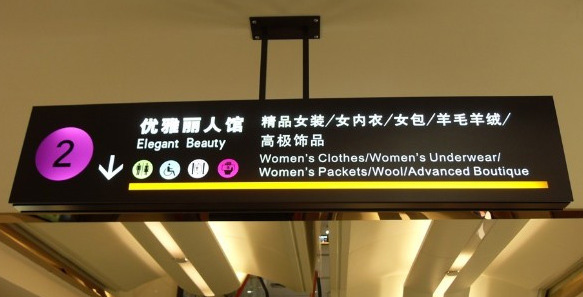 2
优雅丽人馆
Elegant Beauty
精品女装/女内衣/女包/羊毛羊绒/
高极饰品
Women's Clothes/Women's Underwear/
Women's Packets/Wool/Advanced Boutique